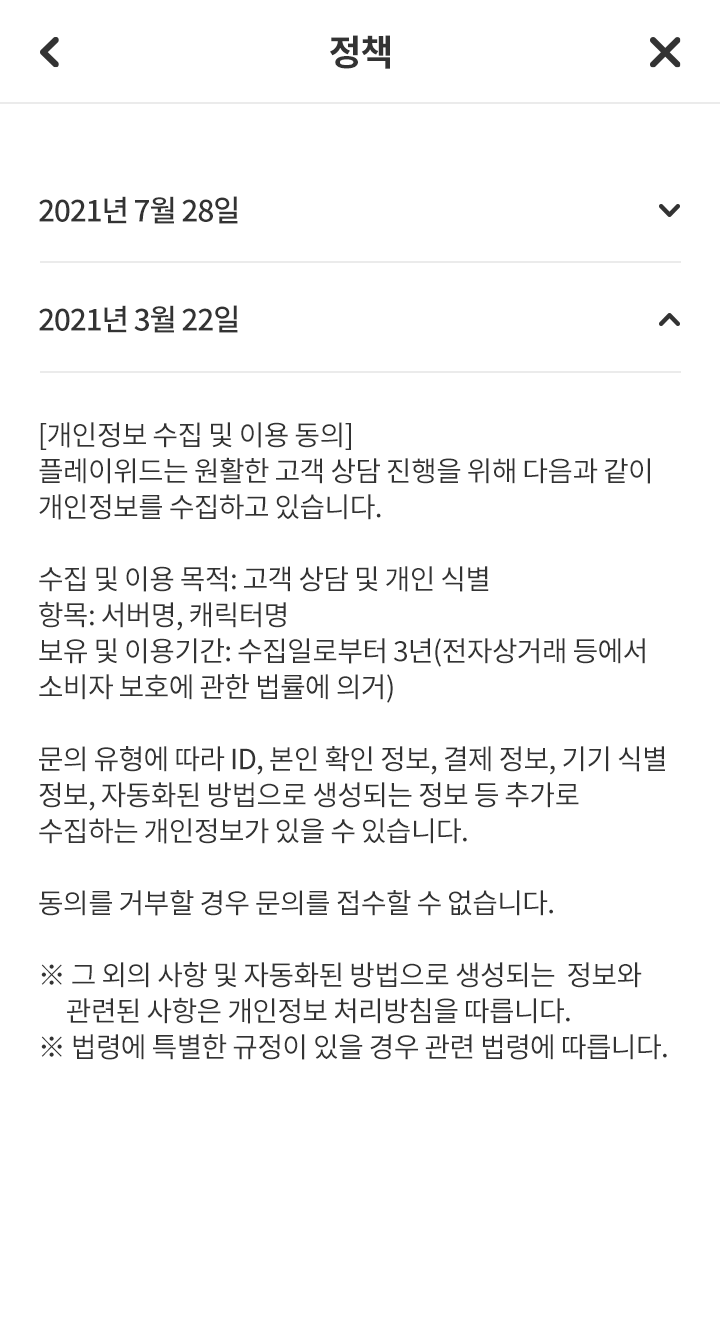 정책
2021년 7월 28일
2021년 3월 22일
[개인정보 수집 및 이용 동의]
플레이위드는 원활한 고객 상담 진행을 위해 다음과 같이
개인정보를 수집하고 있습니다.
수집 및 이용 목적: 고객 상담 및 개인 식별
항목: 서버명, 캐릭터명
보유 및 이용기간: 수집일로부터 3년(전자상거래 등에서
소비자 보호에 관한 법률에 의거)
문의 유형에 따라 ID, 본인 확인 정보, 결제 정보, 기기 식별
정보, 자동화된 방법으로 생성되는 정보 등 추가로
수집하는 개인정보가 있을 수 있습니다.
동의를 거부할 경우 문의를 접수할 수 없습니다.
※ 그 외의 사항 및 자동화된 방법으로 생성되는 정보와
관련된 사항은 개인정보 처리방침을 따릅니다.
※ 법령에 특별한 규정이 있을 경우 관련 법령에 따릅니다.